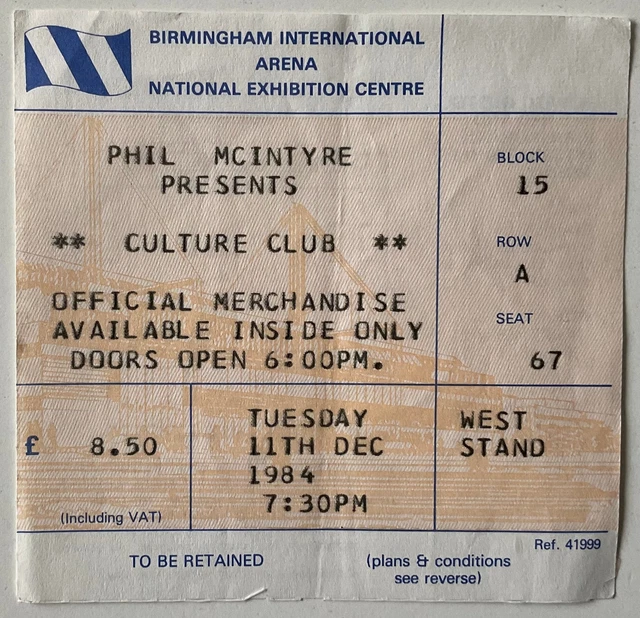 BIRMINGHAM INTERNATIONAL
ARENA
NATIONAL EXHIBITION CENTRE
PHIL MCINTYRE
PRESENTS
** CULTURE CLUB **
OFFICIAL MERCHANDISE
AVAILABLE INSIDE ONLY
DOORS OPEN 6:00PM.
BLOCK
15
ROW
A
SEAT
67
£ 8.50
(Including VAT)
TUESDAY
11TH DEC
1984
7:30PM
WEST
STAND
TO BE RETAINED
(plans & conditions
see reverse)
Ref. 41999